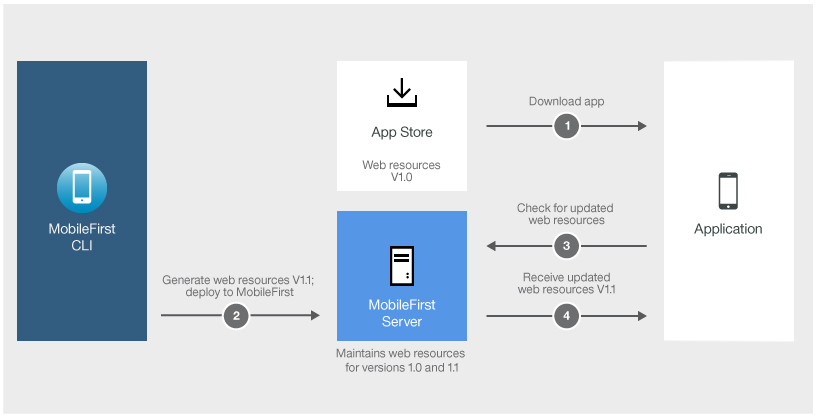 MobileFirst
CLI
App Store
Web resources
V1.0
Download app
1
Application
Check for updated
web resources
3
Generate web resources V1.1;
deploy to MobileFirst
2
MobileFirst
Server
Receive updated
web resources V1.1
4
Maintains web resources
for versions 1.0 and 1.1